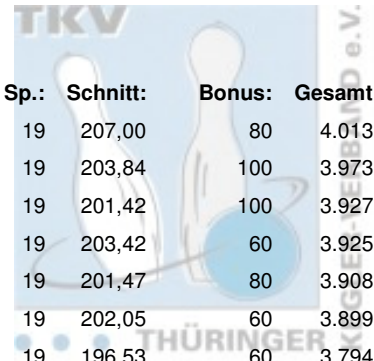 TKV
Sp.: Schnitt: Bonus: Gesamt
19 207,00 80 4.013
19 203,84 100 3.973
19 201,42 100 3.927
19 203,42 60 3.925
19 201,47 80 3.908
19 202,05 60 3.899
19 196,53 60 3.794
THÜRINGER
KEGLER-VERBAND e.V.